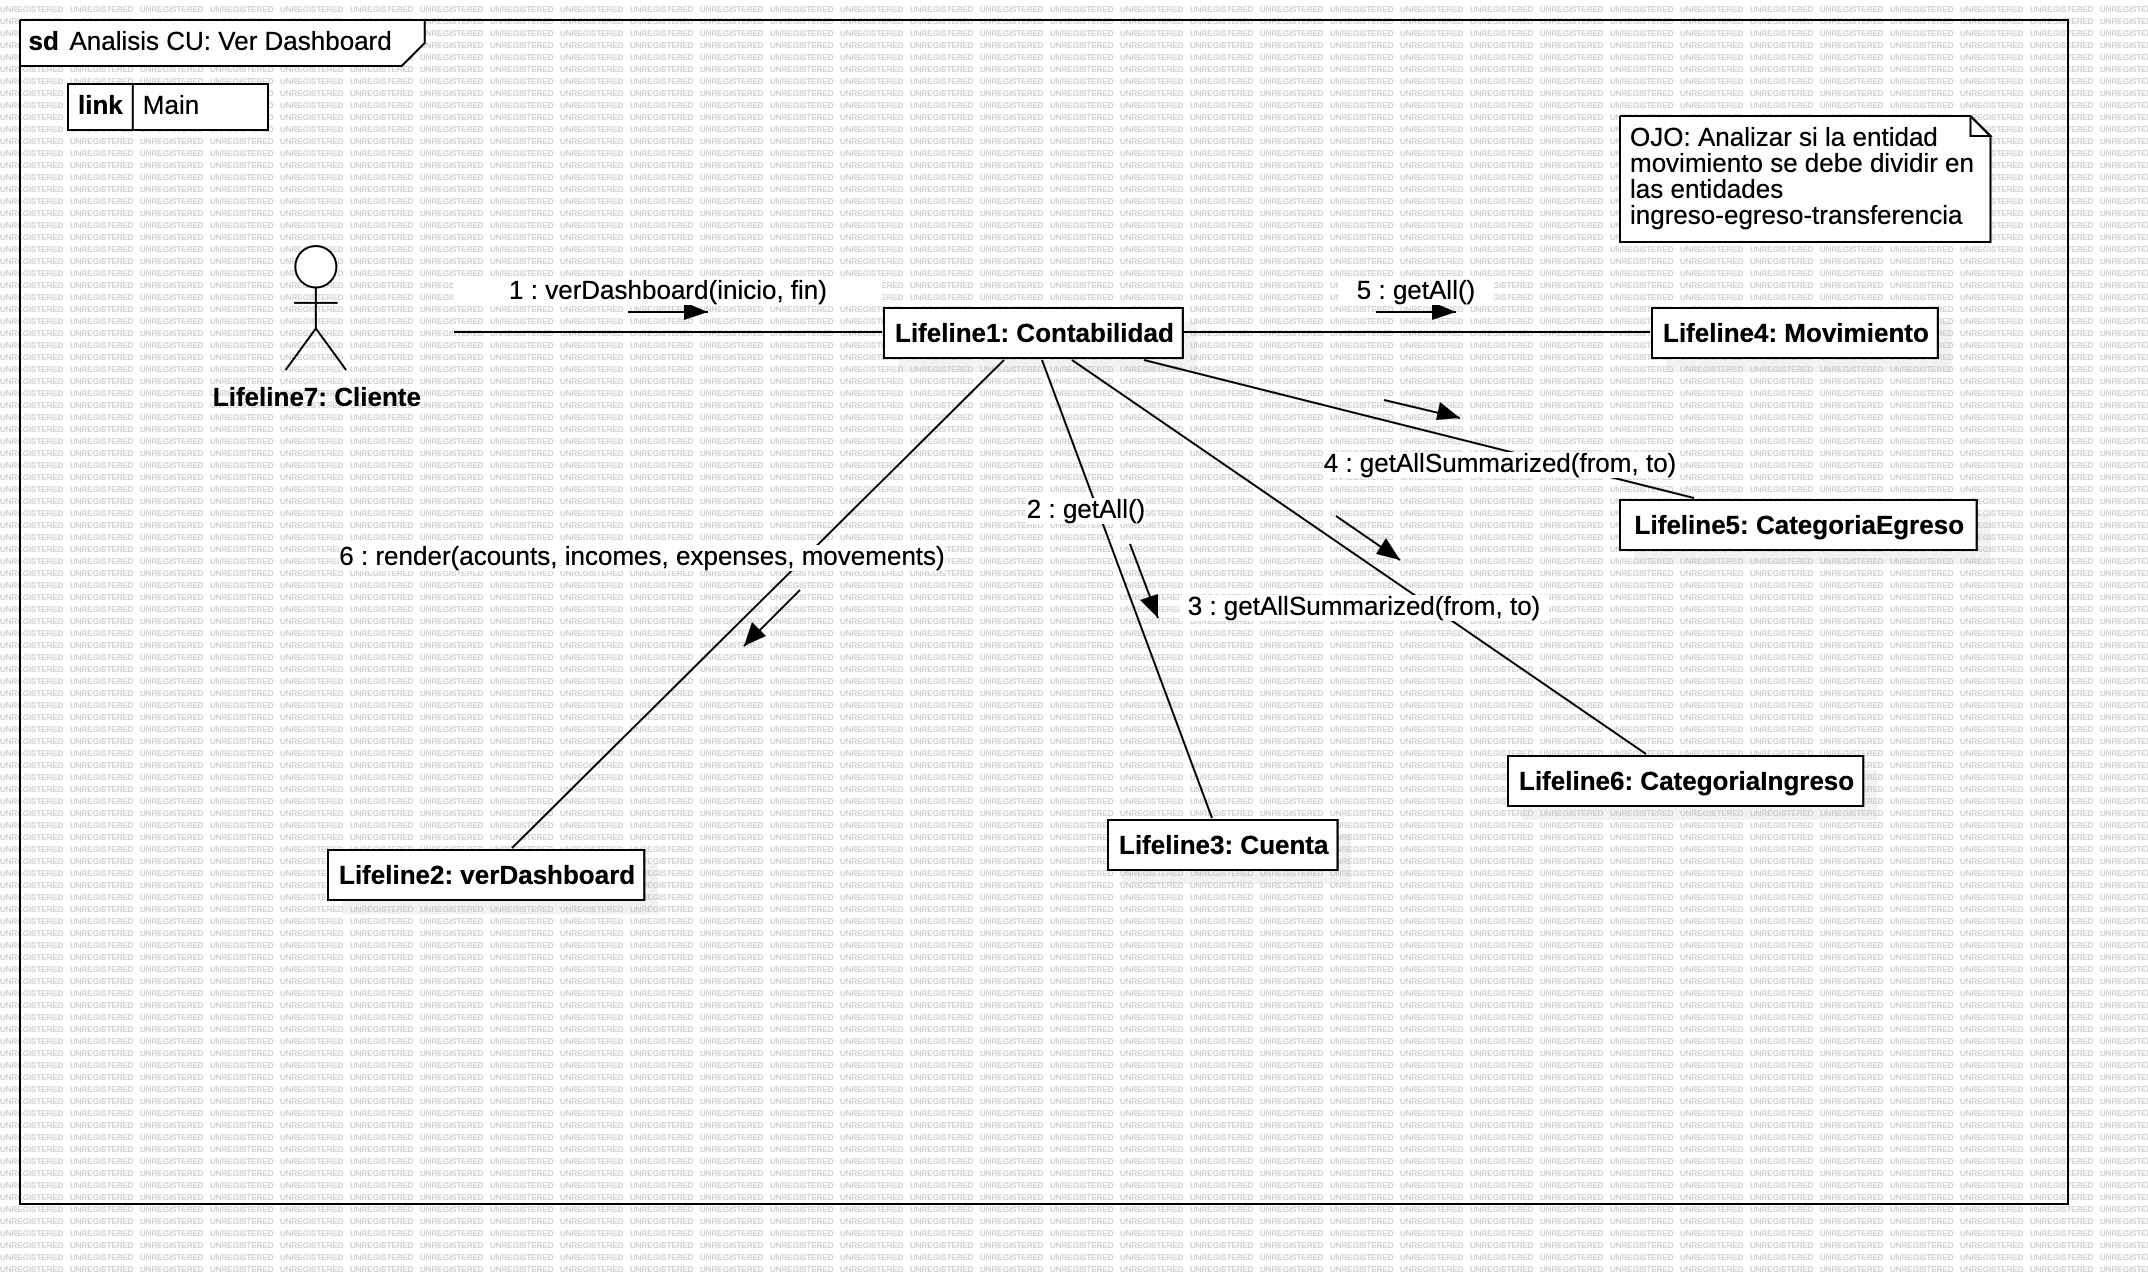 sd Analisis CU: Ver Dashboard
link Main
OJO: Analizar si la entidad
movimiento se debe dividir en
las entidades
ingreso-egreso-transferencia
1 : verDashboard(inicio, fin)
5 : getAll()
Lifeline1: Contabilidad
Lifeline4: Movimiento
Lifeline7: Cliente
4 : getAllSummarized(from, to)
2 : getAll()
Lifeline5: CategoriaEgreso
6 : render(acounts, incomes, expenses, movements)
3 : getAllSummarized(from, to)
Lifeline6: CategoriaIngreso
Lifeline3: Cuenta
Lifeline2: verDashboard
UNREGISTERED